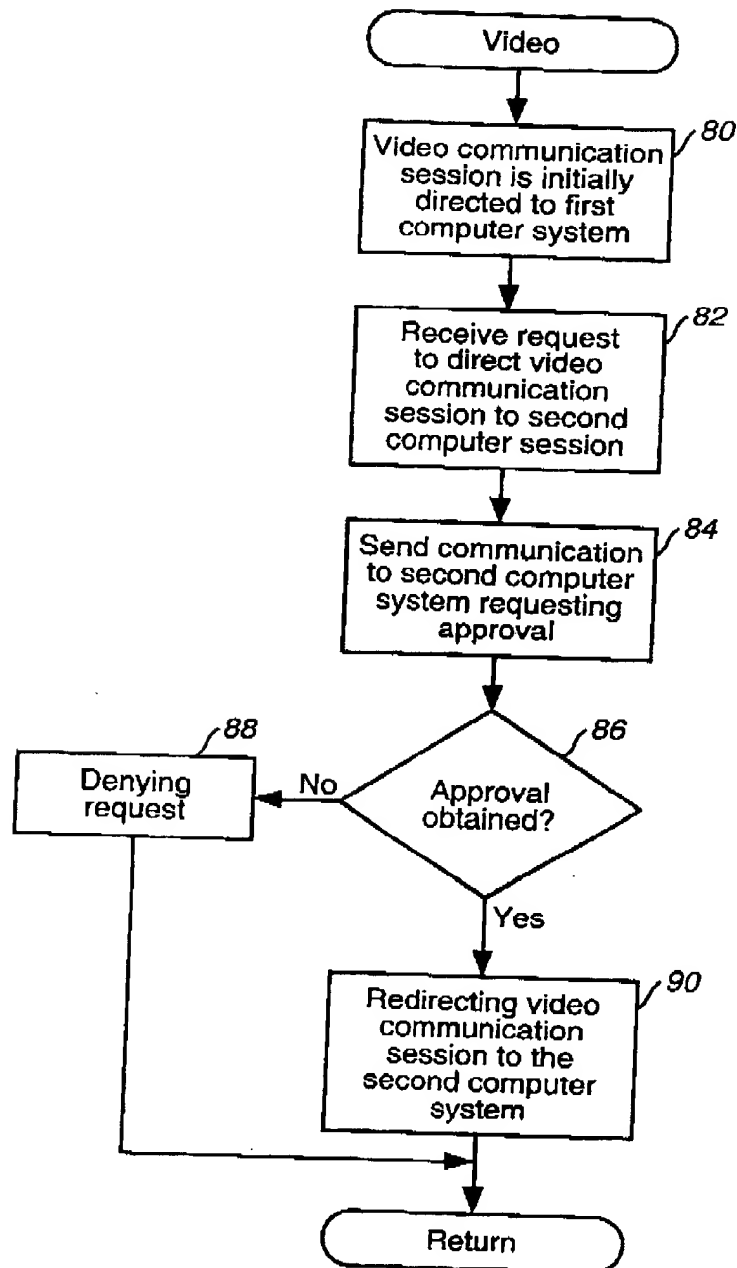 Video
80
Video communication
session is initially
directed to first
computer system
82
Receive request
to direct video
communication
session to second
computer session
84
Send communication
to second computer
system requesting
approval
86
Approval
obtained?
88
No
Denying
request
Yes
90
Redirecting video
communication
session to the
second computer
system
Return